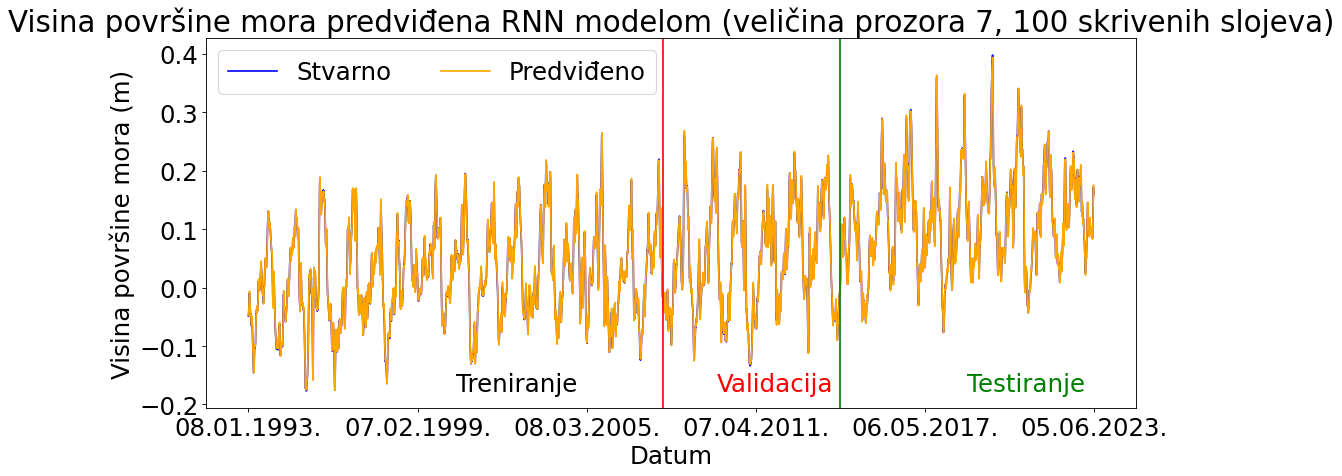 Visina površine mora predviđena RNN modelom (veličina prozora 7, 100 skrivenih slojeva)
Stvarno
Predviđeno
Visina površine mora (m)
0.4
0.3
0.2
0.1
0.0
−0.1
−0.2
Treniranje
Validacija
Testiranje
08.01.1993.
07.02.1999.
08.03.2005.
07.04.2011.
06.05.2017.
05.06.2023.
Datum